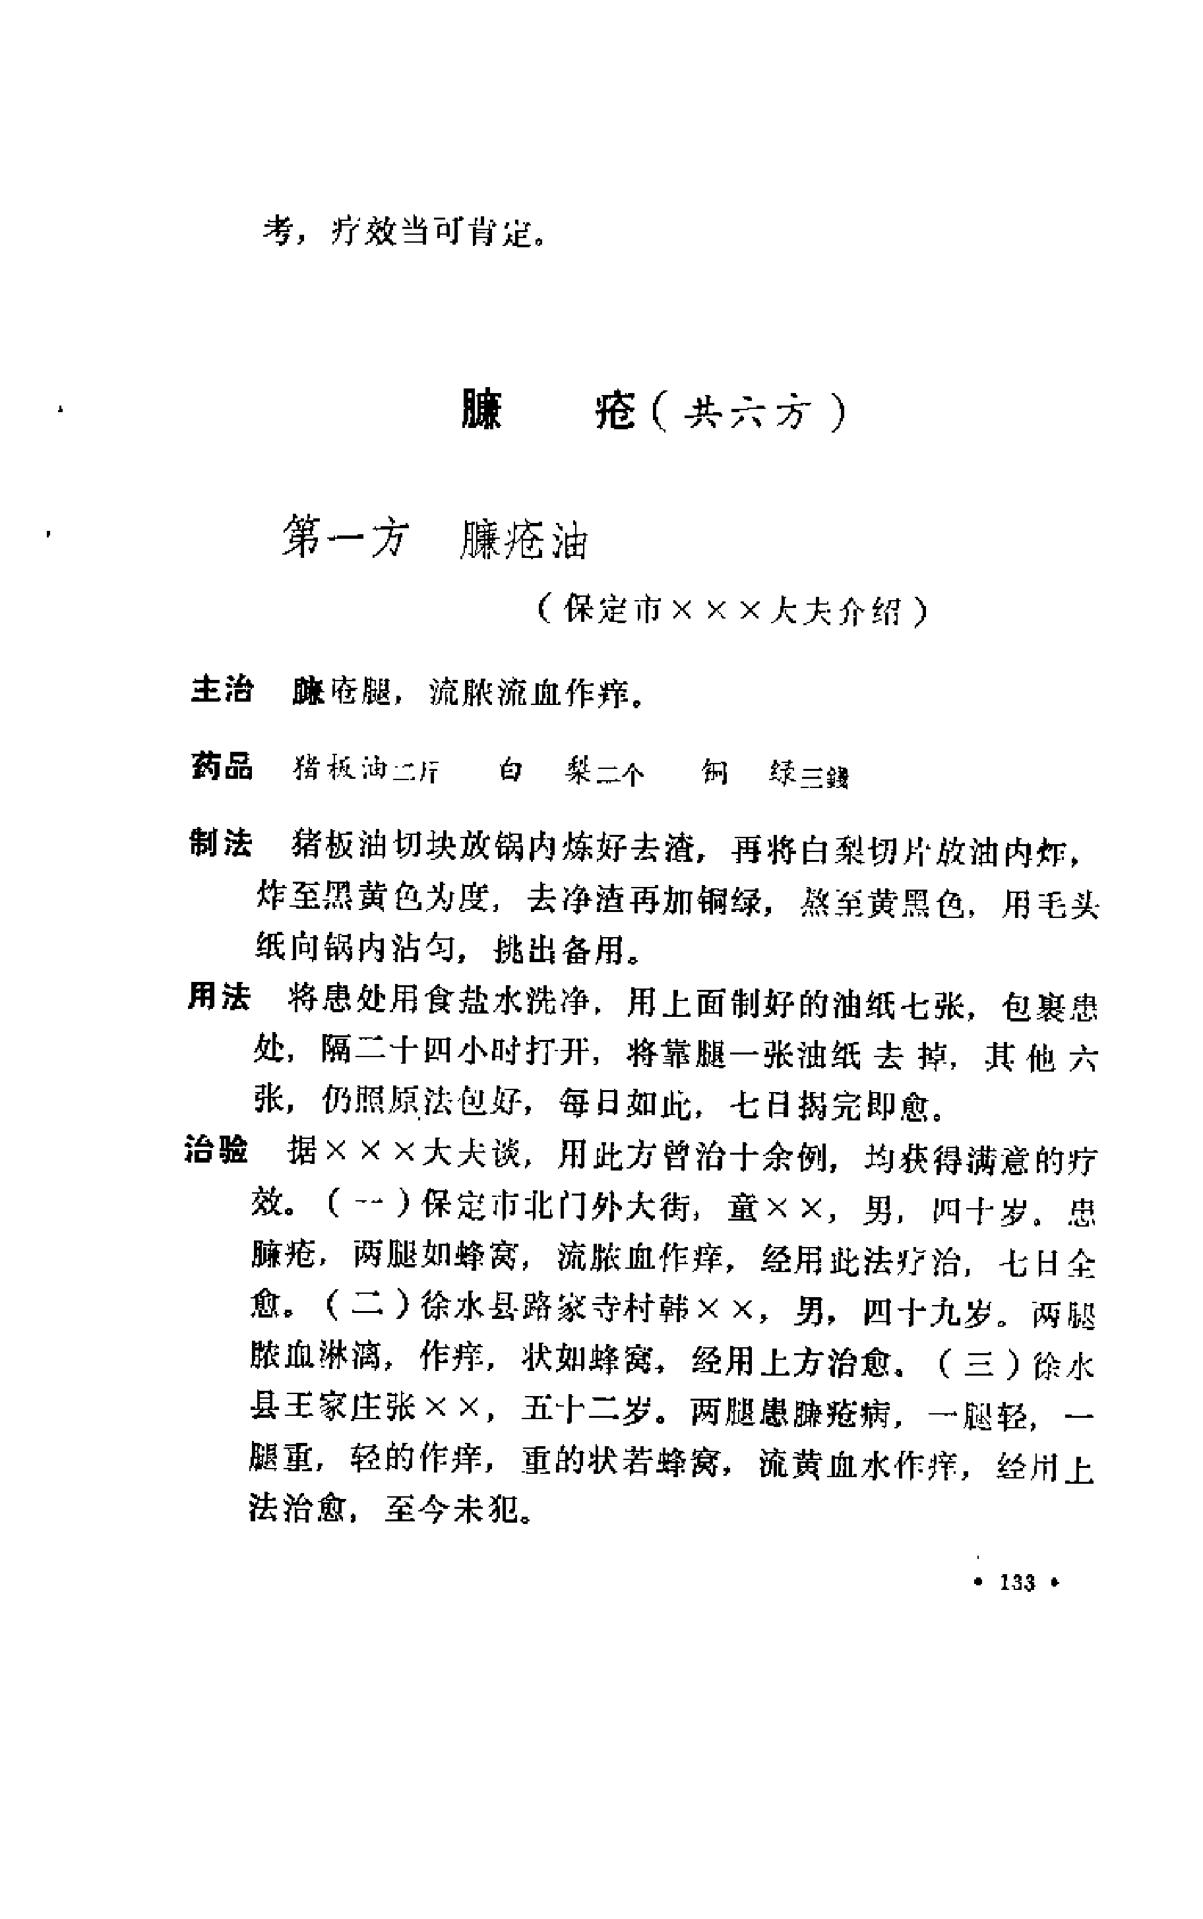 考，疗效当可肯定。
臁　疮（共六方）
第一方　臁疮油
（保定市×××大夫介绍）
主治　臁疮腿，流脓流血作痒。
药品　猪板油二斤　白　梨二个　铜　绿三錢
制法　猪板油切块放锅内炼好去渣，再将白梨切片放油内炸，
炸至黑黄色为度，去净渣再加铜绿，熬至黄黑色，用毛头
纸向锅内沾匀，挑出备用。
用法　将患处用食盐水洗净，用上面制好的油纸七张，包裹患
处，隔二十四小时打开，将靠腿一张油纸去掉，其他六
张，仍照原法包好，每日如此，七日揭完即愈。
治验　据×××大夫谈，用此方曾治十余例，均获得满意的疗
效。（一）保定市北门外大街，童××，男，四十岁。患
臁疮，两腿如蜂窝，流脓血作痒，经用此法疗治，七日全
愈。（二）徐水县路家寺村韩××，男，四十九岁。两腿
脓血淋漓，作痒，状如蜂窝，经用上方治愈。（三）徐水
县王家庄张××，五十二岁。两腿患臁疮病，一腿轻，一
腿重，轻的作痒，重的状若蜂窝，流黄血水作痒，经用上
法治愈，至今未犯。
• 133 •